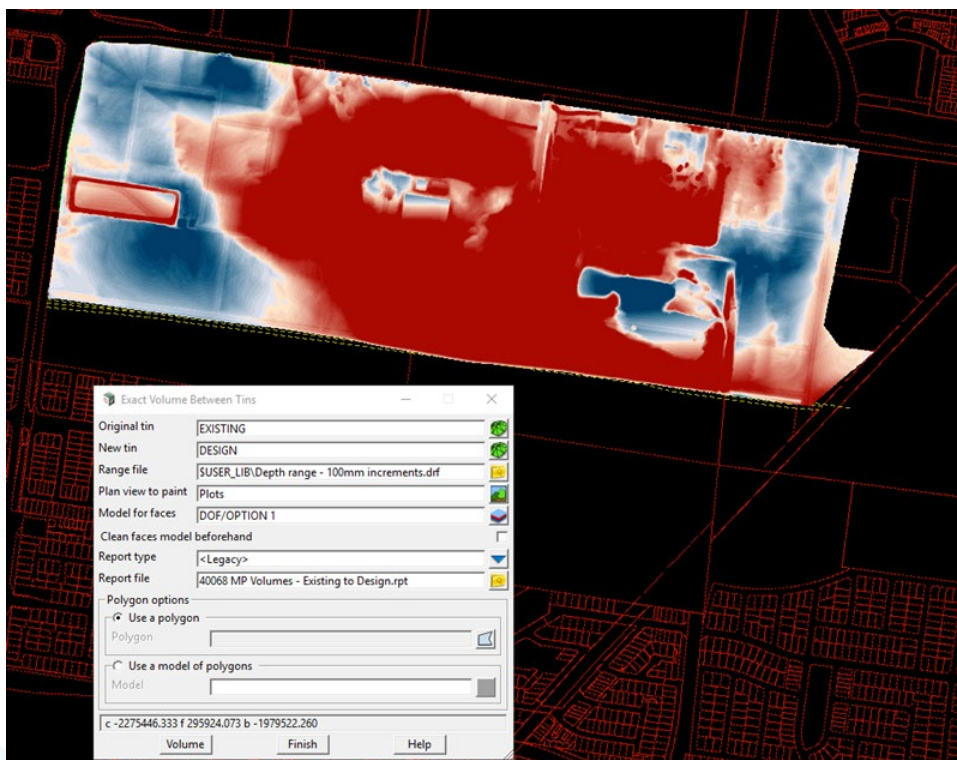 Exact Volume Between Tins
Original tin EXISTING
New tin DESIGN
Range file $USER_LIB\Depth range - 100mm increments.drf
Plan view to paint Plots
Model for faces DOF/OPTION 1
Clean faces model beforehand
Report type <Legacy>
Report file 40068 MP Volumes - Existing to Design.rpt
Polygon options
Use a polygon
Polygon
Use a model of polygons
Model
c -2275446.333 f 295924.073 b -1979522.260
Volume Finish Help